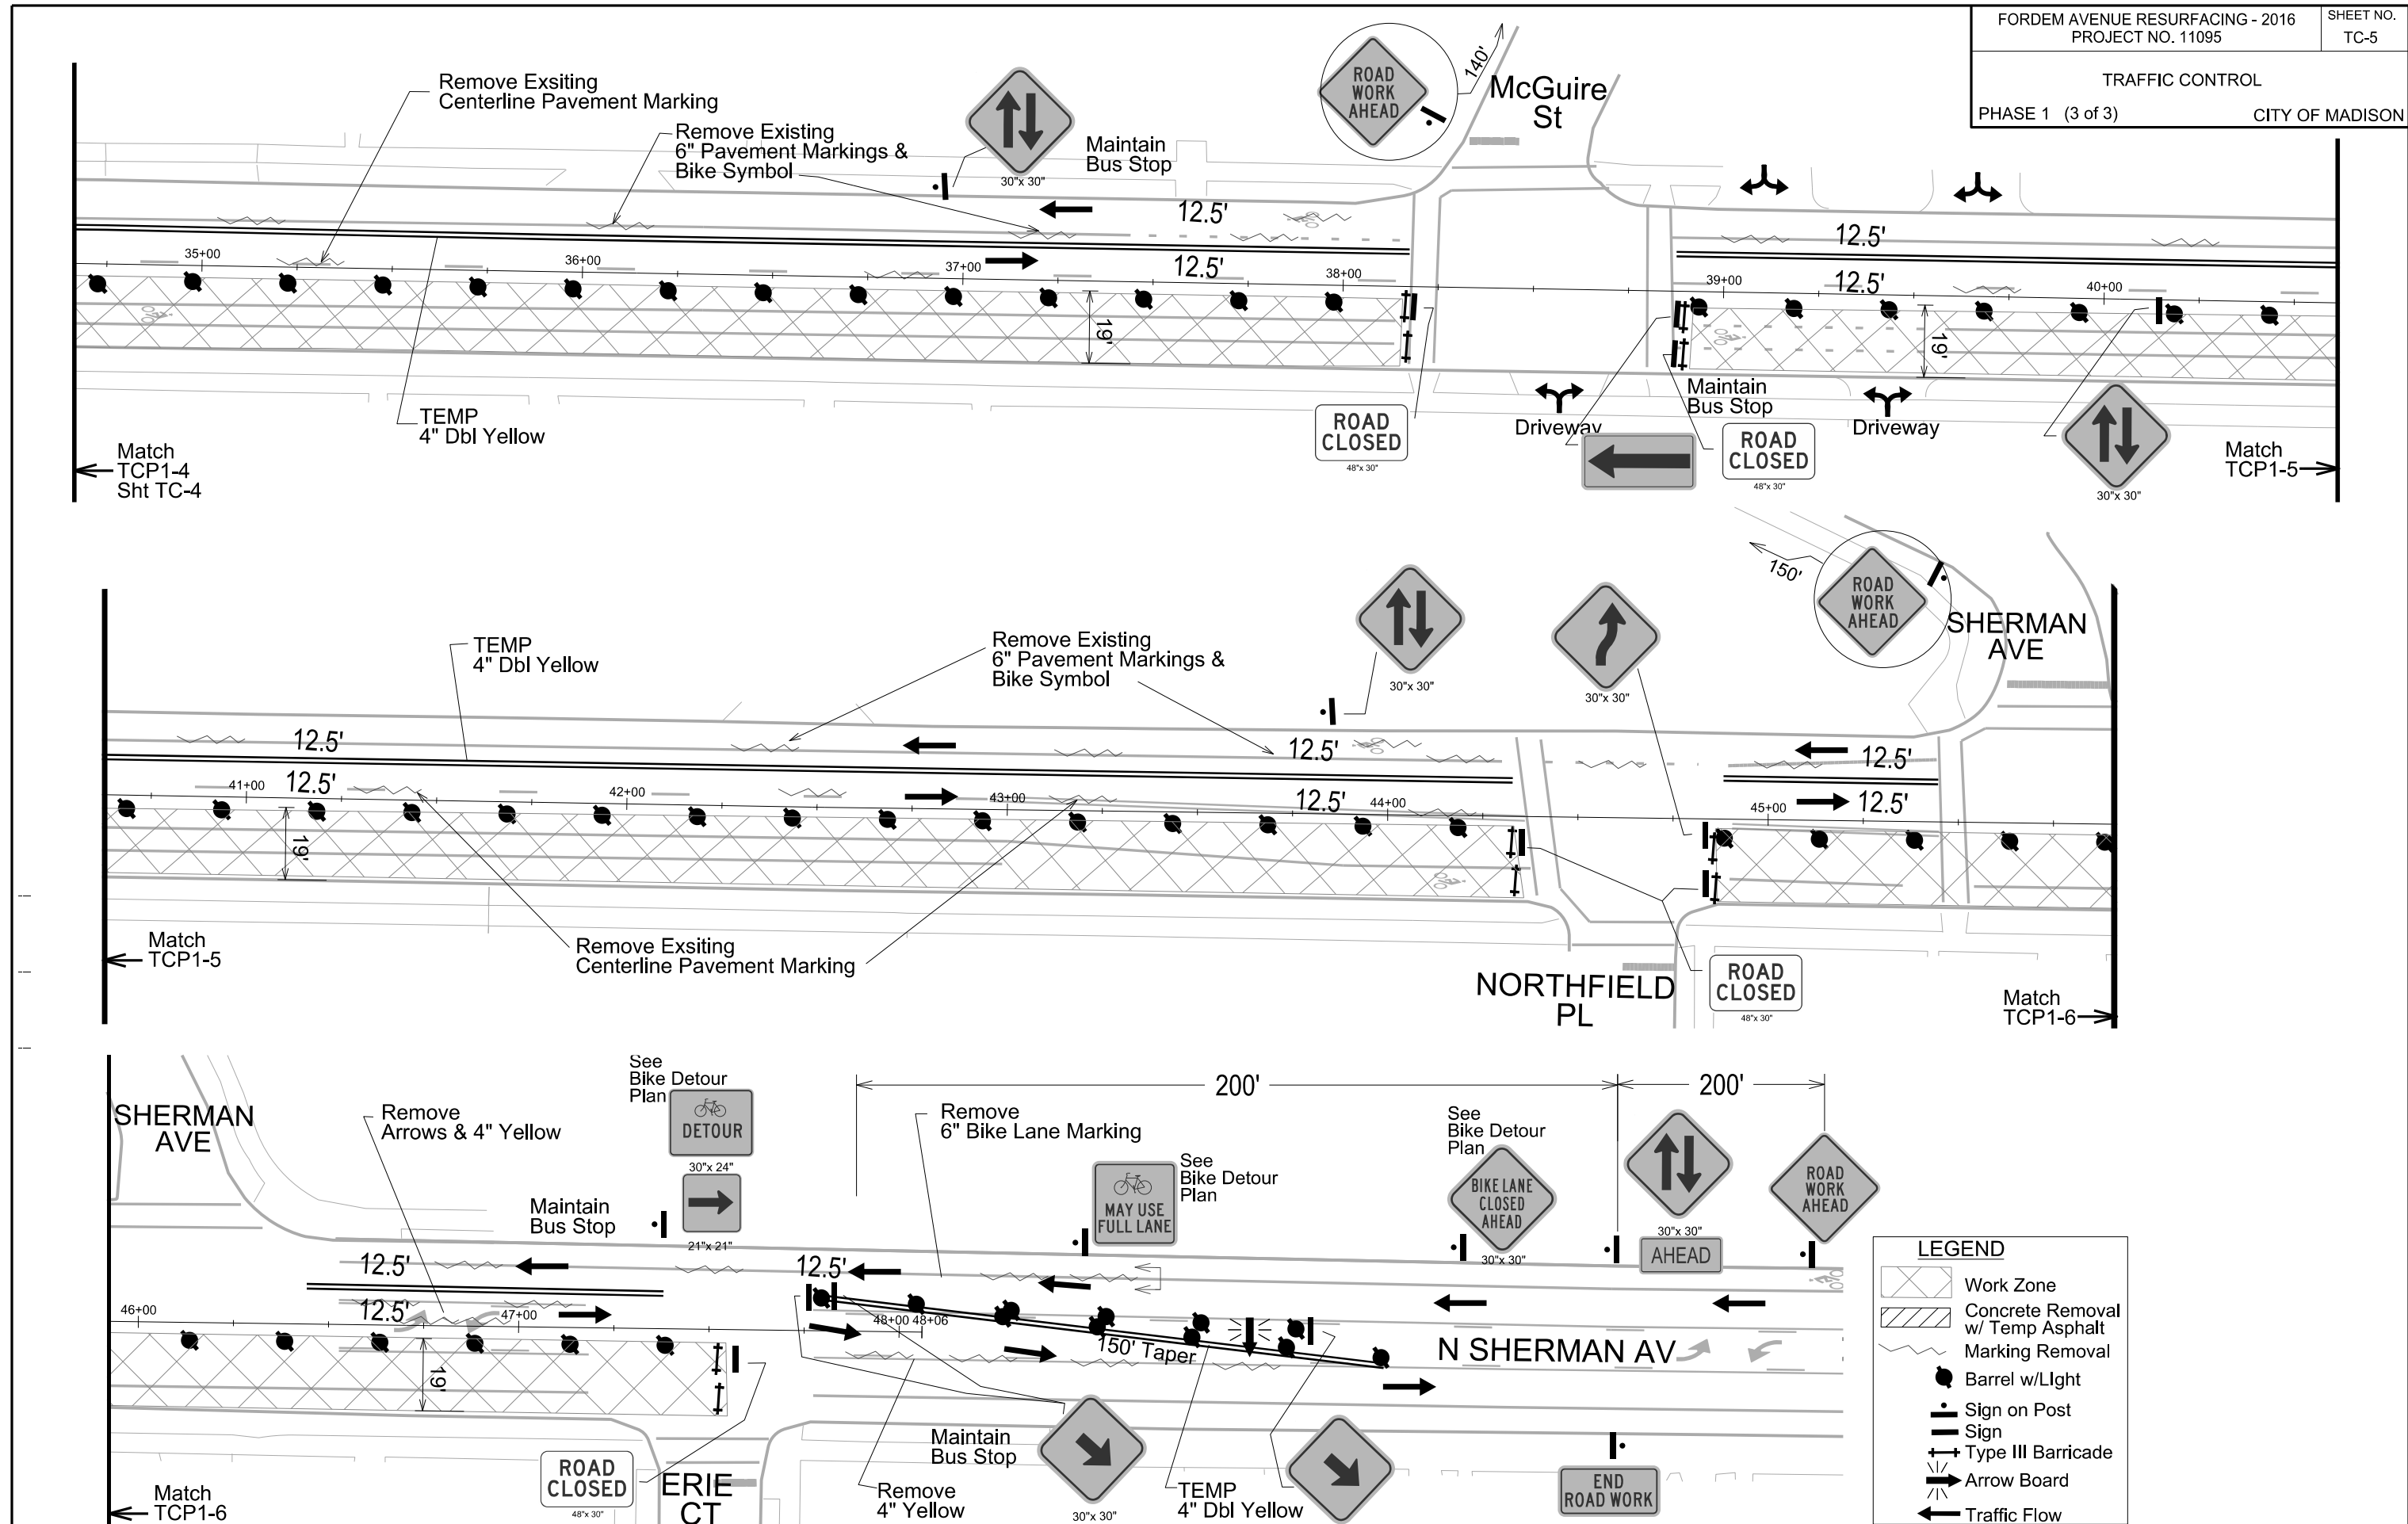 FORDEM AVENUE RESURFACING - 2016
PROJECT NO. 11095
SHEET NO.
TC-5
TRAFFIC CONTROL
PHASE 1 (3 of 3)
CITY OF MADISON
Remove Exsiting
Centerline Pavement Marking
Remove Existing
6" Pavement Markings &
Bike Symbol
30"x 30"
Maintain
Bus Stop
ROAD
WORK
AHEAD
140'
McGuire
St
12.5'
12.5'
12.5'
12.5'
35+00
36+00
37+00
38+00
39+00
40+00
19'
19'
TEMP
4" Dbl Yellow
Match
TCP1-4
Sht TC-4
ROAD
CLOSED
48"x 30"
Driveway
Maintain
Bus Stop
ROAD
CLOSED
48"x 30"
Driveway
30"x 30"
Match
TCP1-5
TEMP
4" Dbl Yellow
Remove Existing
6" Pavement Markings &
Bike Symbol
30"x 30"
30"x 30"
150'
ROAD
WORK
AHEAD
SHERMAN
AVE
12.5'
12.5'
12.5'
12.5'
12.5'
12.5'
41+00
42+00
43+00
44+00
45+00
19'
Match
TCP1-5
Remove Exsiting
Centerline Pavement Marking
NORTHFIELD
PL
ROAD
CLOSED
48"x 30"
Match
TCP1-6
SHERMAN
AVE
Remove
Arrows & 4" Yellow
See
Bike Detour
Plan
DETOUR
30"x 24"
21"x 21"
Maintain
Bus Stop
200'
200'
Remove
6" Bike Lane Marking
MAY USE
FULL LANE
See
Bike Detour
Plan
See
Bike Detour
Plan
BIKE LANE
CLOSED
AHEAD
30"x 30"
30"x 30"
AHEAD
ROAD
WORK
AHEAD
12.5'
12.5'
12.5'
46+00
47+00
48+00
48+06
150' Taper
N SHERMAN AV
19'
Match
TCP1-6
ROAD
CLOSED
48"x 30"
ERIE
CT
Remove
4" Yellow
Maintain
Bus Stop
30"x 30"
TEMP
4" Dbl Yellow
END
ROAD WORK
LEGEND
Work Zone
Concrete Removal
w/ Temp Asphalt
Marking Removal
Barrel w/LIght
Sign on Post
Sign
Type III Barricade
Arrow Board
Traffic Flow